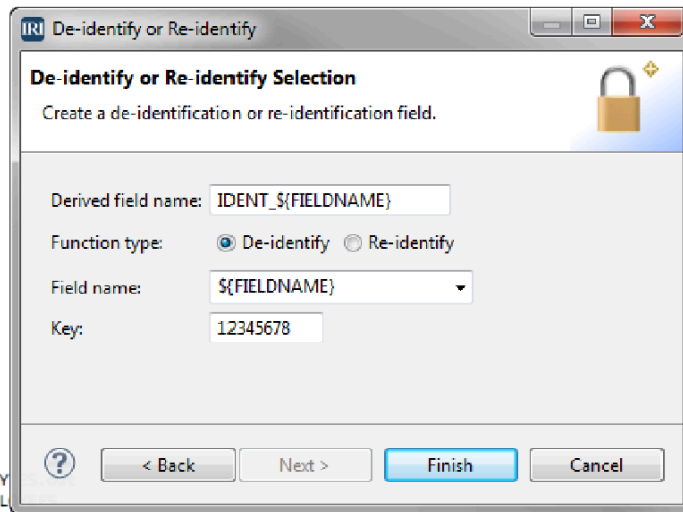 IRI De-identify or Re-identify
De-identify or Re-identify Selection
Create a de-identification or re-identification field.
Derived field name: IDENT_${FIELDNAME}
Function type: De-identify Re-identify
Field name: ${FIELDNAME}
Key: 12345678
? < Back Next > Finish Cancel